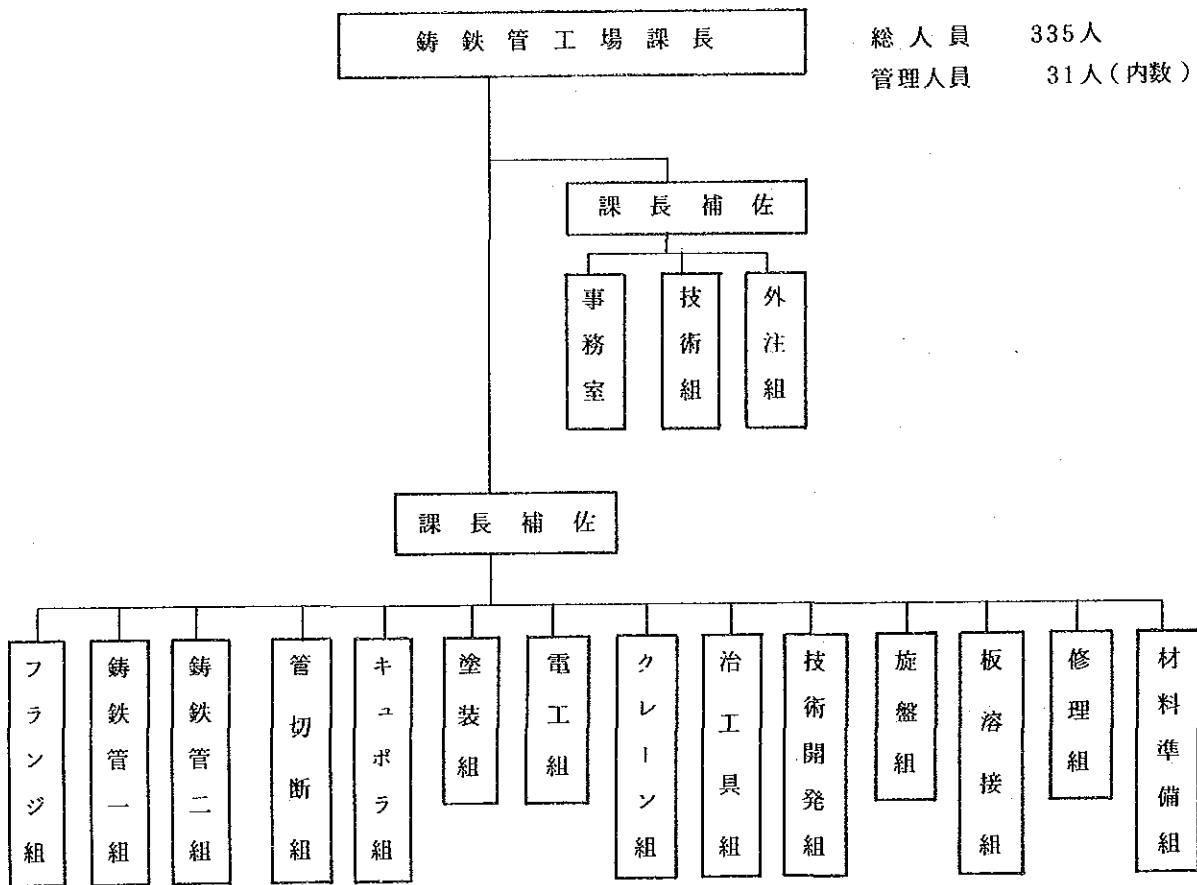 鋳鉄管工場課長
総人員 335人
管理人員 31人(内数)
課長補佐
事務室
技術組
外注組
課長補佐
フランジ組
鋳鉄管一組
鋳鉄管二組
管切断組
キュポラ組
塗装組
電工組
クレーン組
冶工具組
技術開発組
旋盤組
板溶接組
修理組
材料準備組